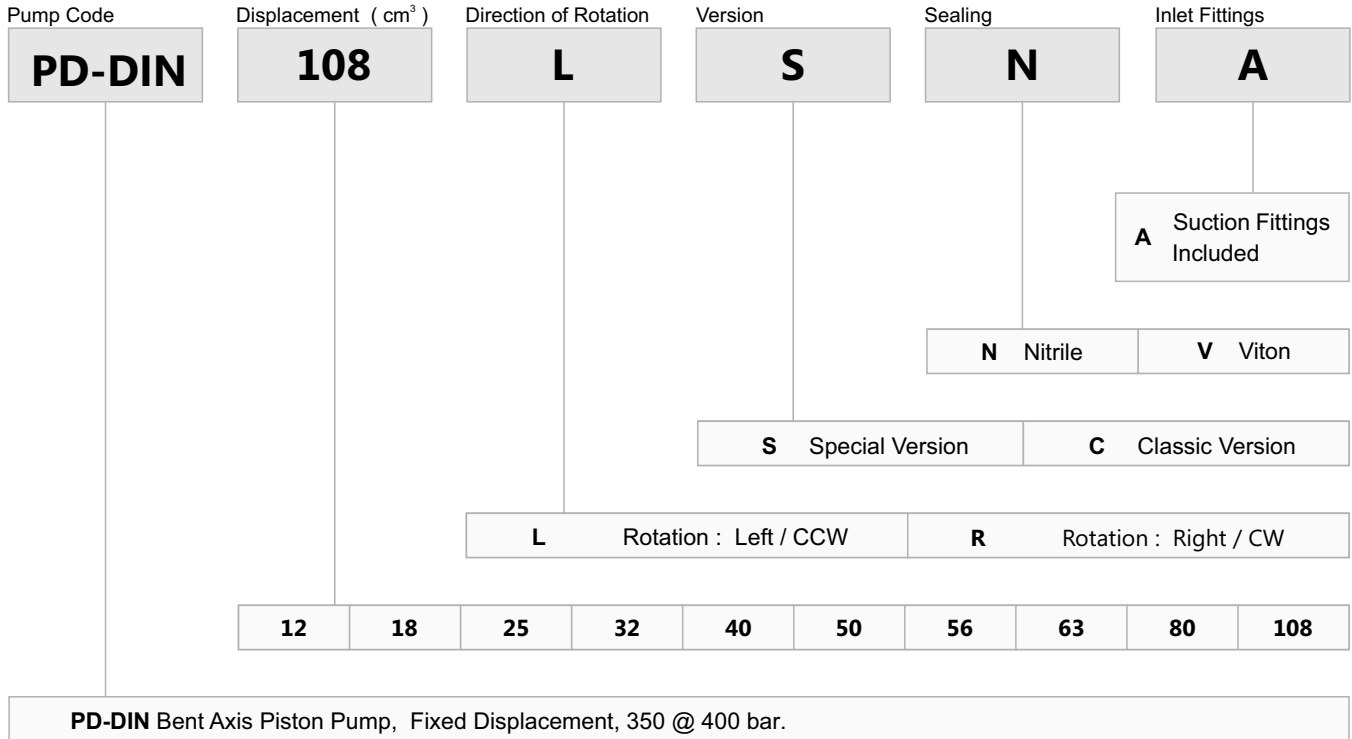 Pump Code Displacement ( cm³ ) Direction of Rotation Version Sealing Inlet Fittings
PD-DIN 108 L S N A
A Suction Fittings
Included
N Nitrile V Viton
S Special Version C Classic Version
L Rotation : Left / CCW R Rotation : Right / CW
12 18 25 32 40 50 56 63 80 108
PD-DIN Bent Axis Piston Pump, Fixed Displacement, 350 @ 400 bar.